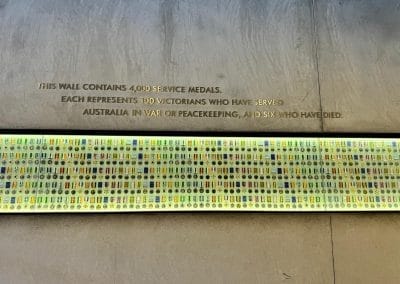 THIS WALL CONTAINS 4,000 SERVICE MEDALS.
EACH REPRESENTS 100 VICTORIANS WHO HAVE SERVED
AUSTRALIA IN WAR OR PEACEKEEPING, AND SIX WHO HAVE DIED.